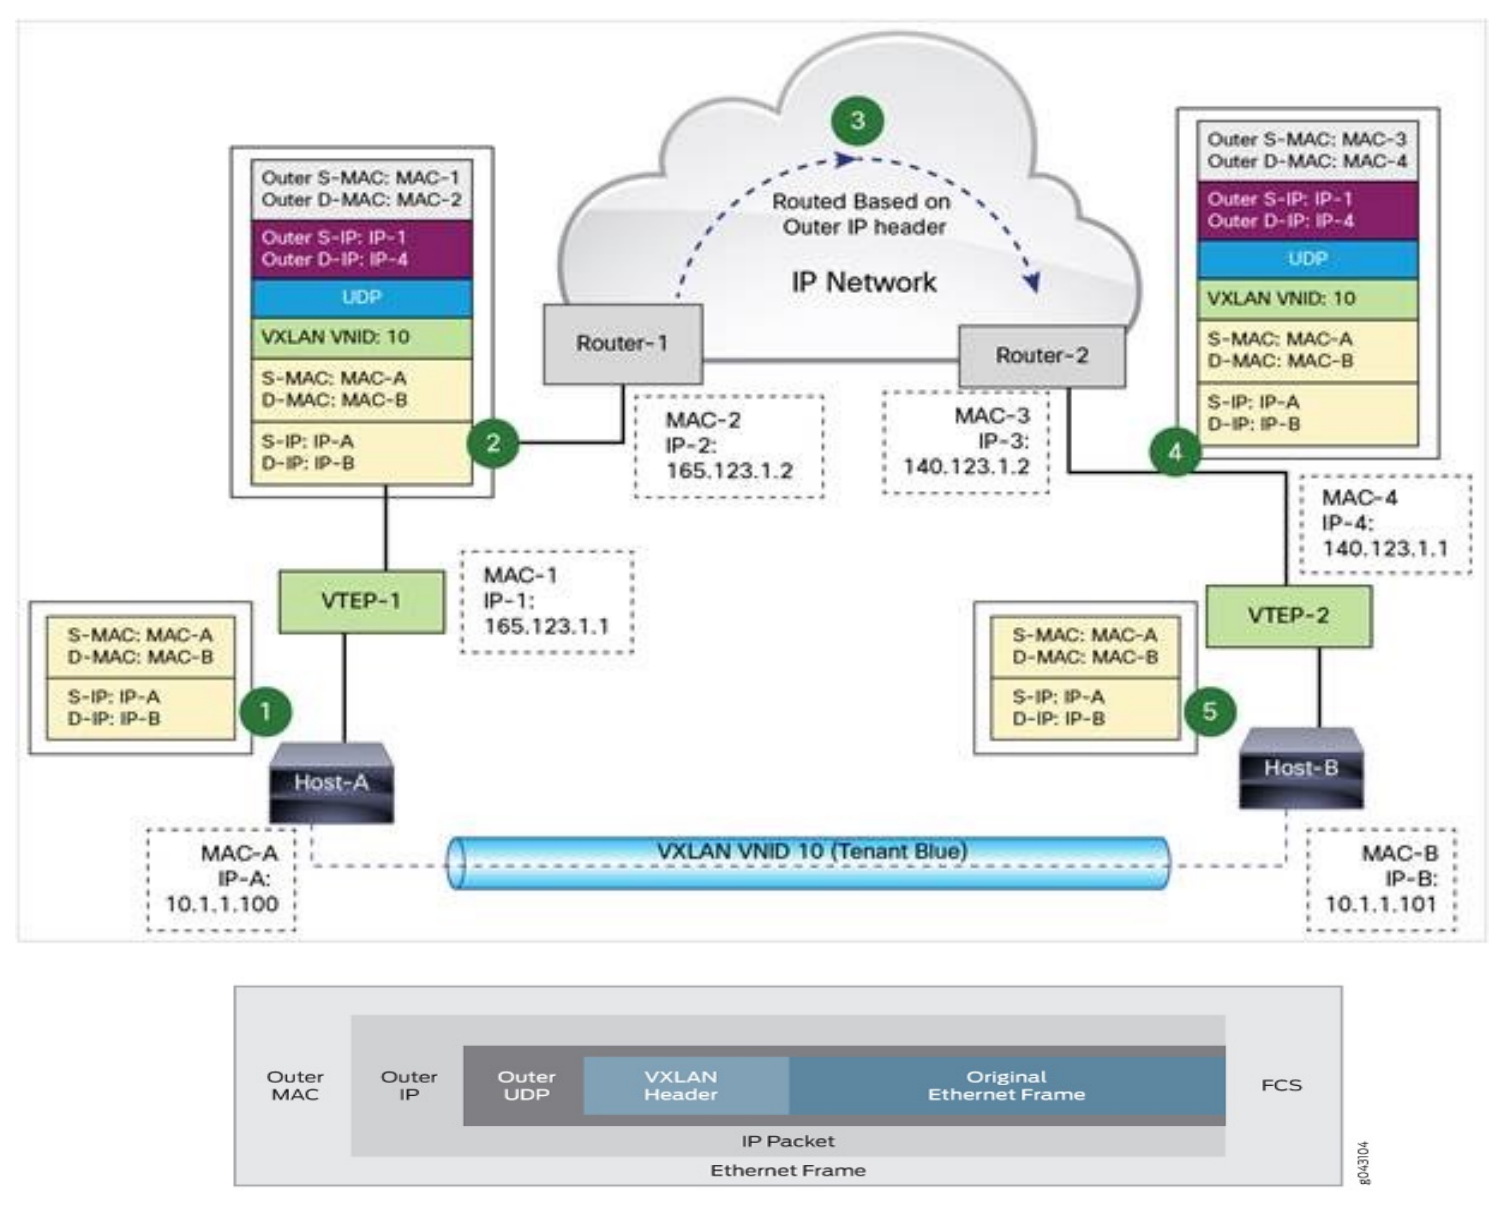 3
Routed Based on
Outer IP header
IP Network
Outer S-MAC: MAC-1
Outer D-MAC: MAC-2
Outer S-IP: IP-1
Outer D-IP: IP-4
UDP
VXLAN VNID: 10
S-MAC: MAC-A
D-MAC: MAC-B
S-IP: IP-A
D-IP: IP-B
2
Router-1
MAC-2
IP-2:
165.123.1.2
Router-2
MAC-3
IP-3:
140.123.1.2
Outer S-MAC: MAC-3
Outer D-MAC: MAC-4
Outer S-IP: IP-1
Outer D-IP: IP-4
UDP
VXLAN VNID: 10
S-MAC: MAC-A
D-MAC: MAC-B
S-IP: IP-A
D-IP: IP-B
4
MAC-4
IP-4:
140.123.1.1
VTEP-1
MAC-1
IP-1:
165.123.1.1
VTEP-2
S-MAC: MAC-A
D-MAC: MAC-B
S-IP: IP-A
D-IP: IP-B
1
S-MAC: MAC-A
D-MAC: MAC-B
S-IP: IP-A
D-IP: IP-B
5
Host-A
Host-B
MAC-A
IP-A:
10.1.1.100
VXLAN VNID 10 (Tenant Blue)
MAC-B
IP-B:
10.1.1.101
Outer
MAC
Outer
IP
Outer
UDP
VXLAN
Header
Original
Ethernet Frame
FCS
IP Packet
Ethernet Frame
g043104